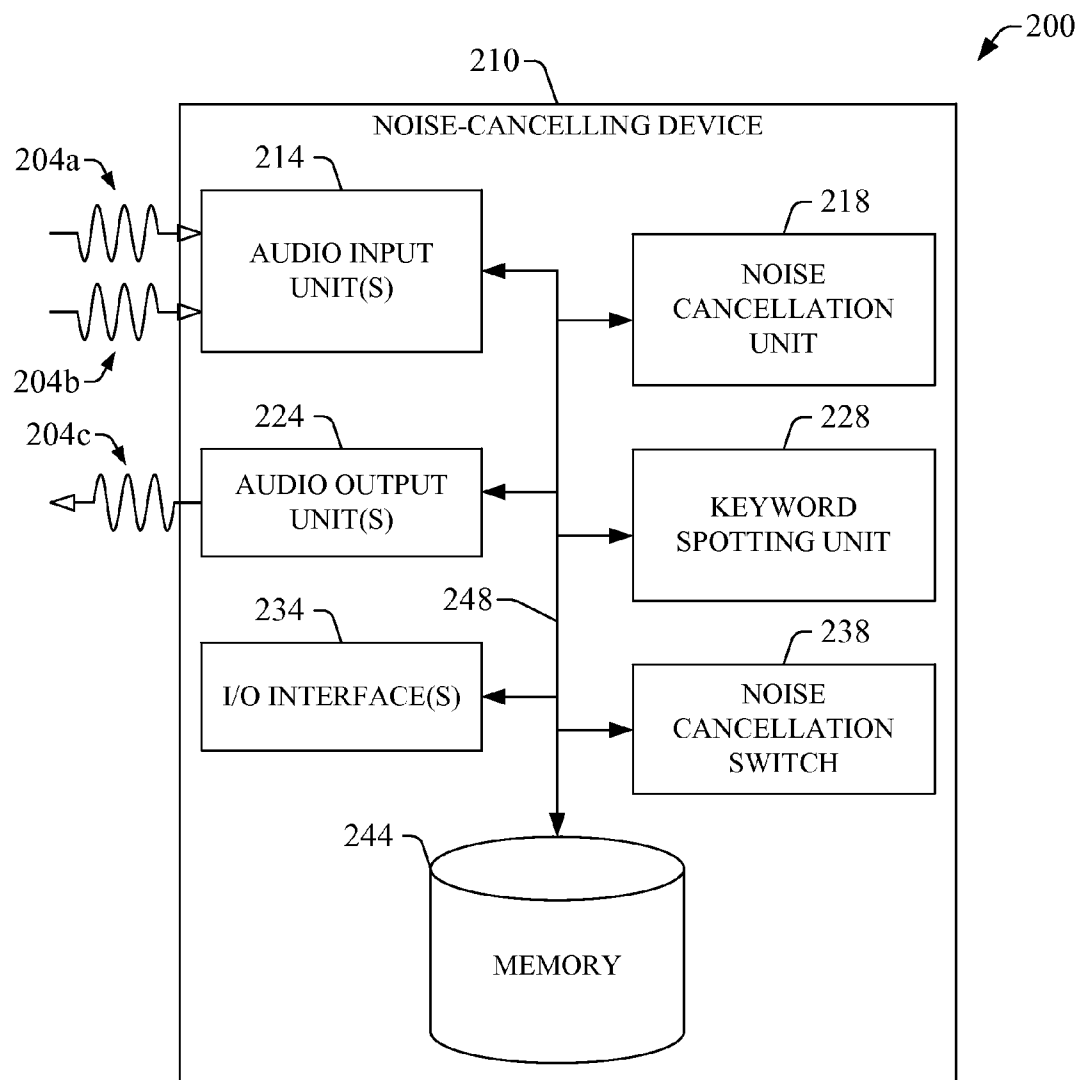 200
210
NOISE-CANCELLING DEVICE
204a
214
AUDIO INPUT
UNIT(S)
218
NOISE
CANCELLATION
UNIT
204b
204c
224
AUDIO OUTPUT
UNIT(S)
228
KEYWORD
SPOTTING UNIT
248
234
I/O INTERFACE(S)
238
NOISE
CANCELLATION
SWITCH
244
MEMORY